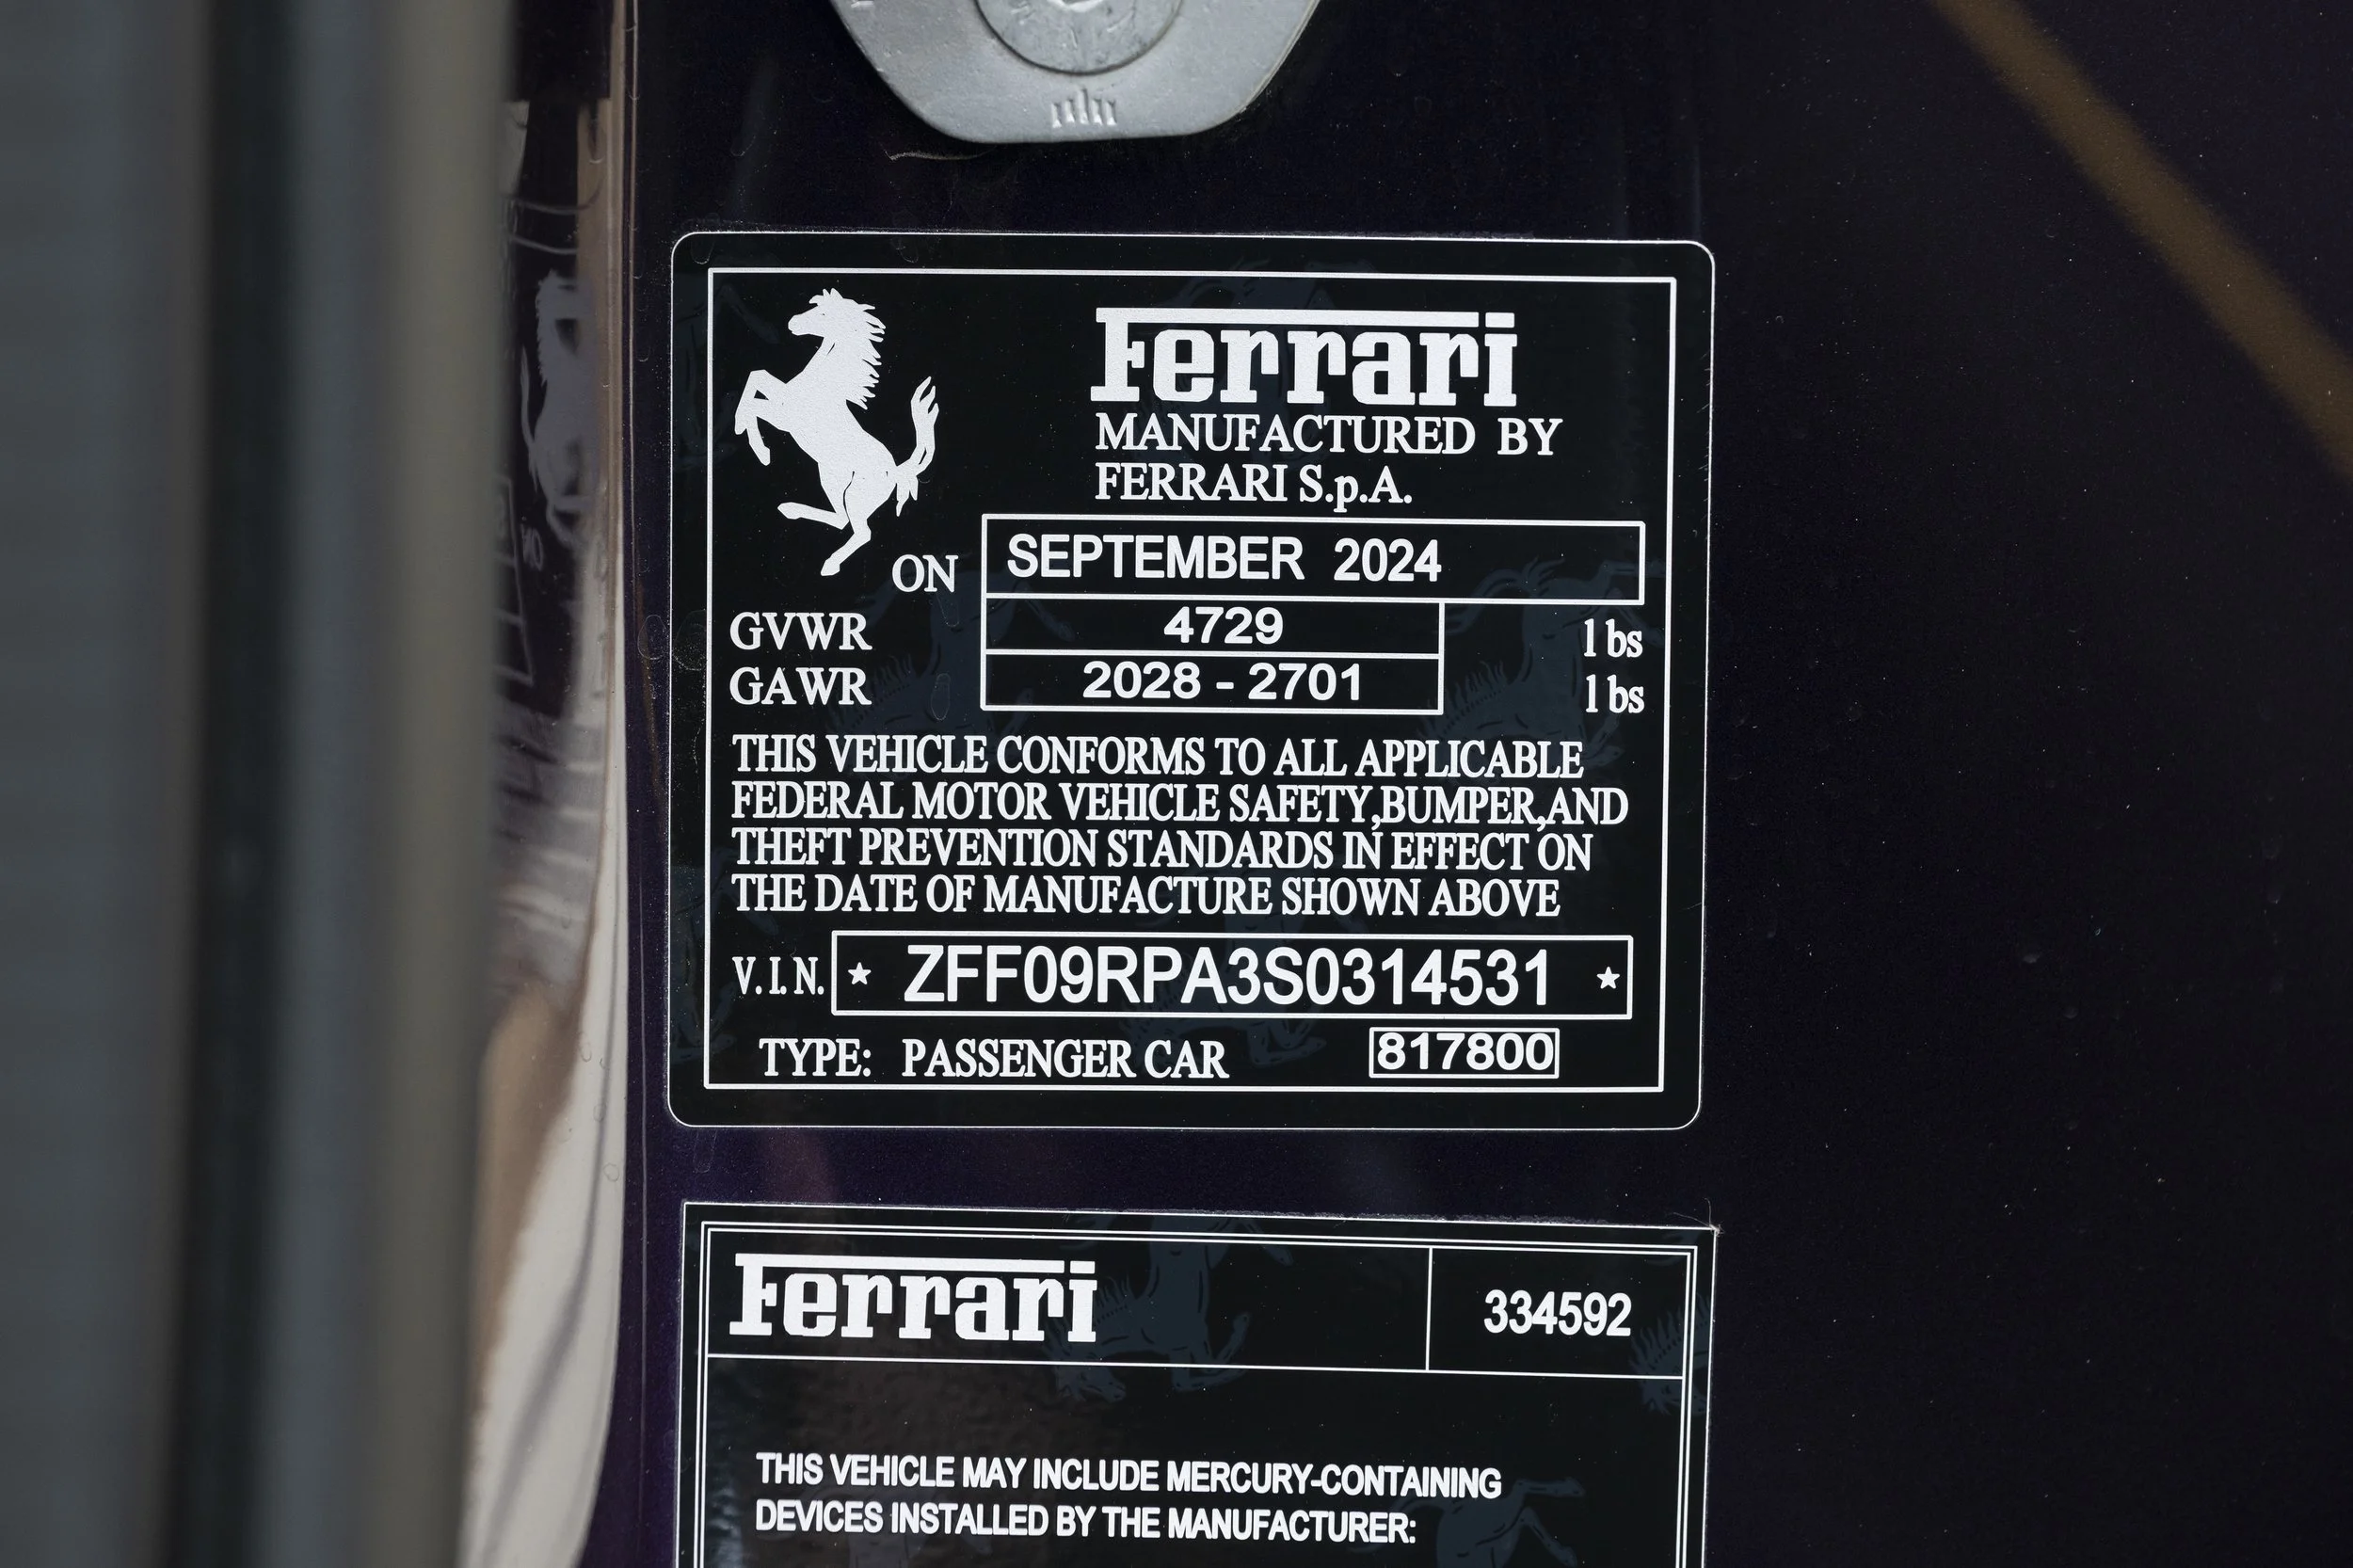 Ferrari
MANUFACTURED BY
FERRARI S.p.A.
ON SEPTEMBER 2024
GVWR 4729 lbs
GAWR 2028 - 2701 lbs
THIS VEHICLE CONFORMS TO ALL APPLICABLE
FEDERAL MOTOR VEHICLE SAFETY,BUMPER,AND
THEFT PREVENTION STANDARDS IN EFFECT ON
THE DATE OF MANUFACTURE SHOWN ABOVE
V.I.N. ★ ZFF09RPA3S0314531 ★
TYPE: PASSENGER CAR 817800
Ferrari 334592
THIS VEHICLE MAY INCLUDE MERCURY-CONTAINING
DEVICES INSTALLED BY THE MANUFACTURER: